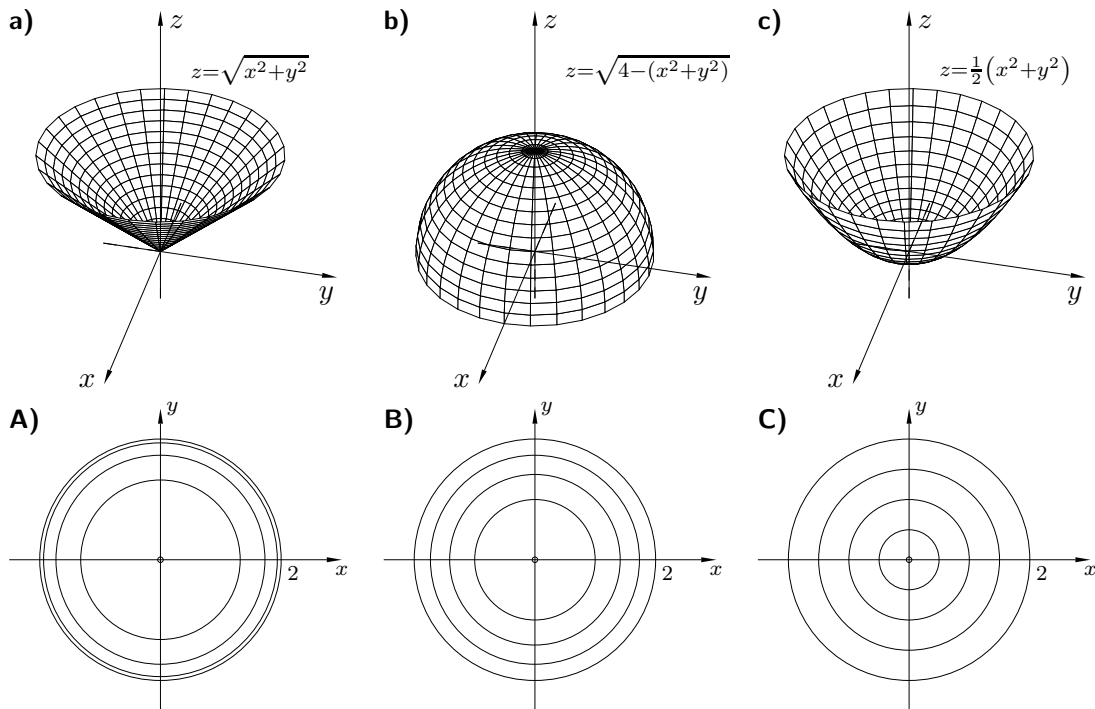 a)
z
z=√x²+y²
y
x
b)
z
z=√4−(x²+y²)
y
x
c)
z
z=½(x²+y²)
y
x
A)
y
x
2
B)
y
x
2
C)
y
x
2